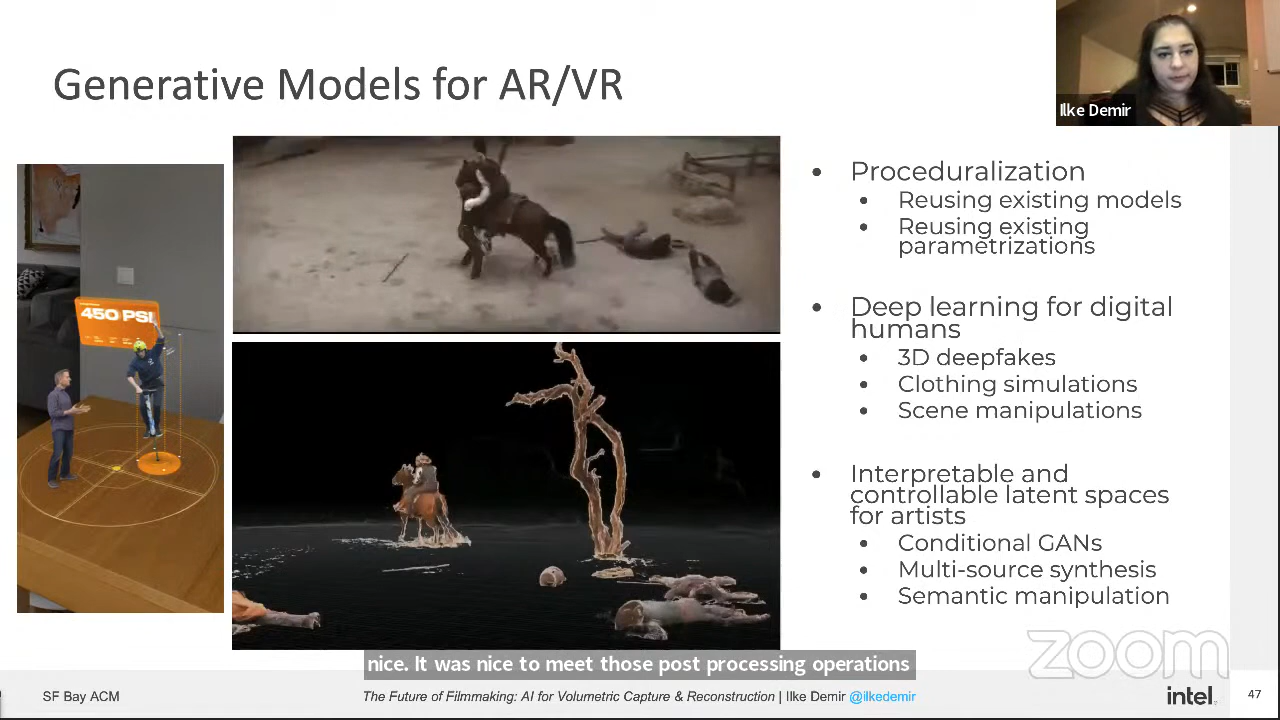 Generative Models for AR/VR
Ilke Demir
450 PSI
• Proceduralization
• Reusing existing models
• Reusing existing
parametrizations
• Deep learning for digital
humans
• 3D deepfakes
• Clothing simulations
• Scene manipulations
• Interpretable and
controllable latent spaces
for artists
• Conditional GANs
• Multi-source synthesis
• Semantic manipulation
zoom
nice. It was nice to meet those post processing operations
SF Bay ACM
The Future of Filmmaking: AI for Volumetric Capture & Reconstruction | Ilke Demir @ilkedemir
intel.
47